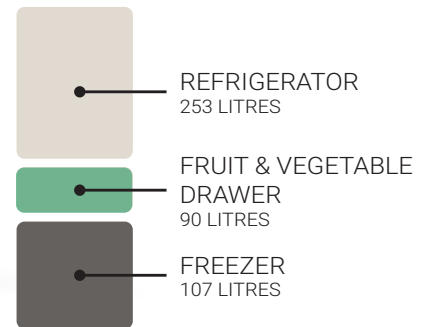 REFRIGERATOR
253 LITRES
FRUIT & VEGETABLE
DRAWER
90 LITRES
FREEZER
107 LITRES